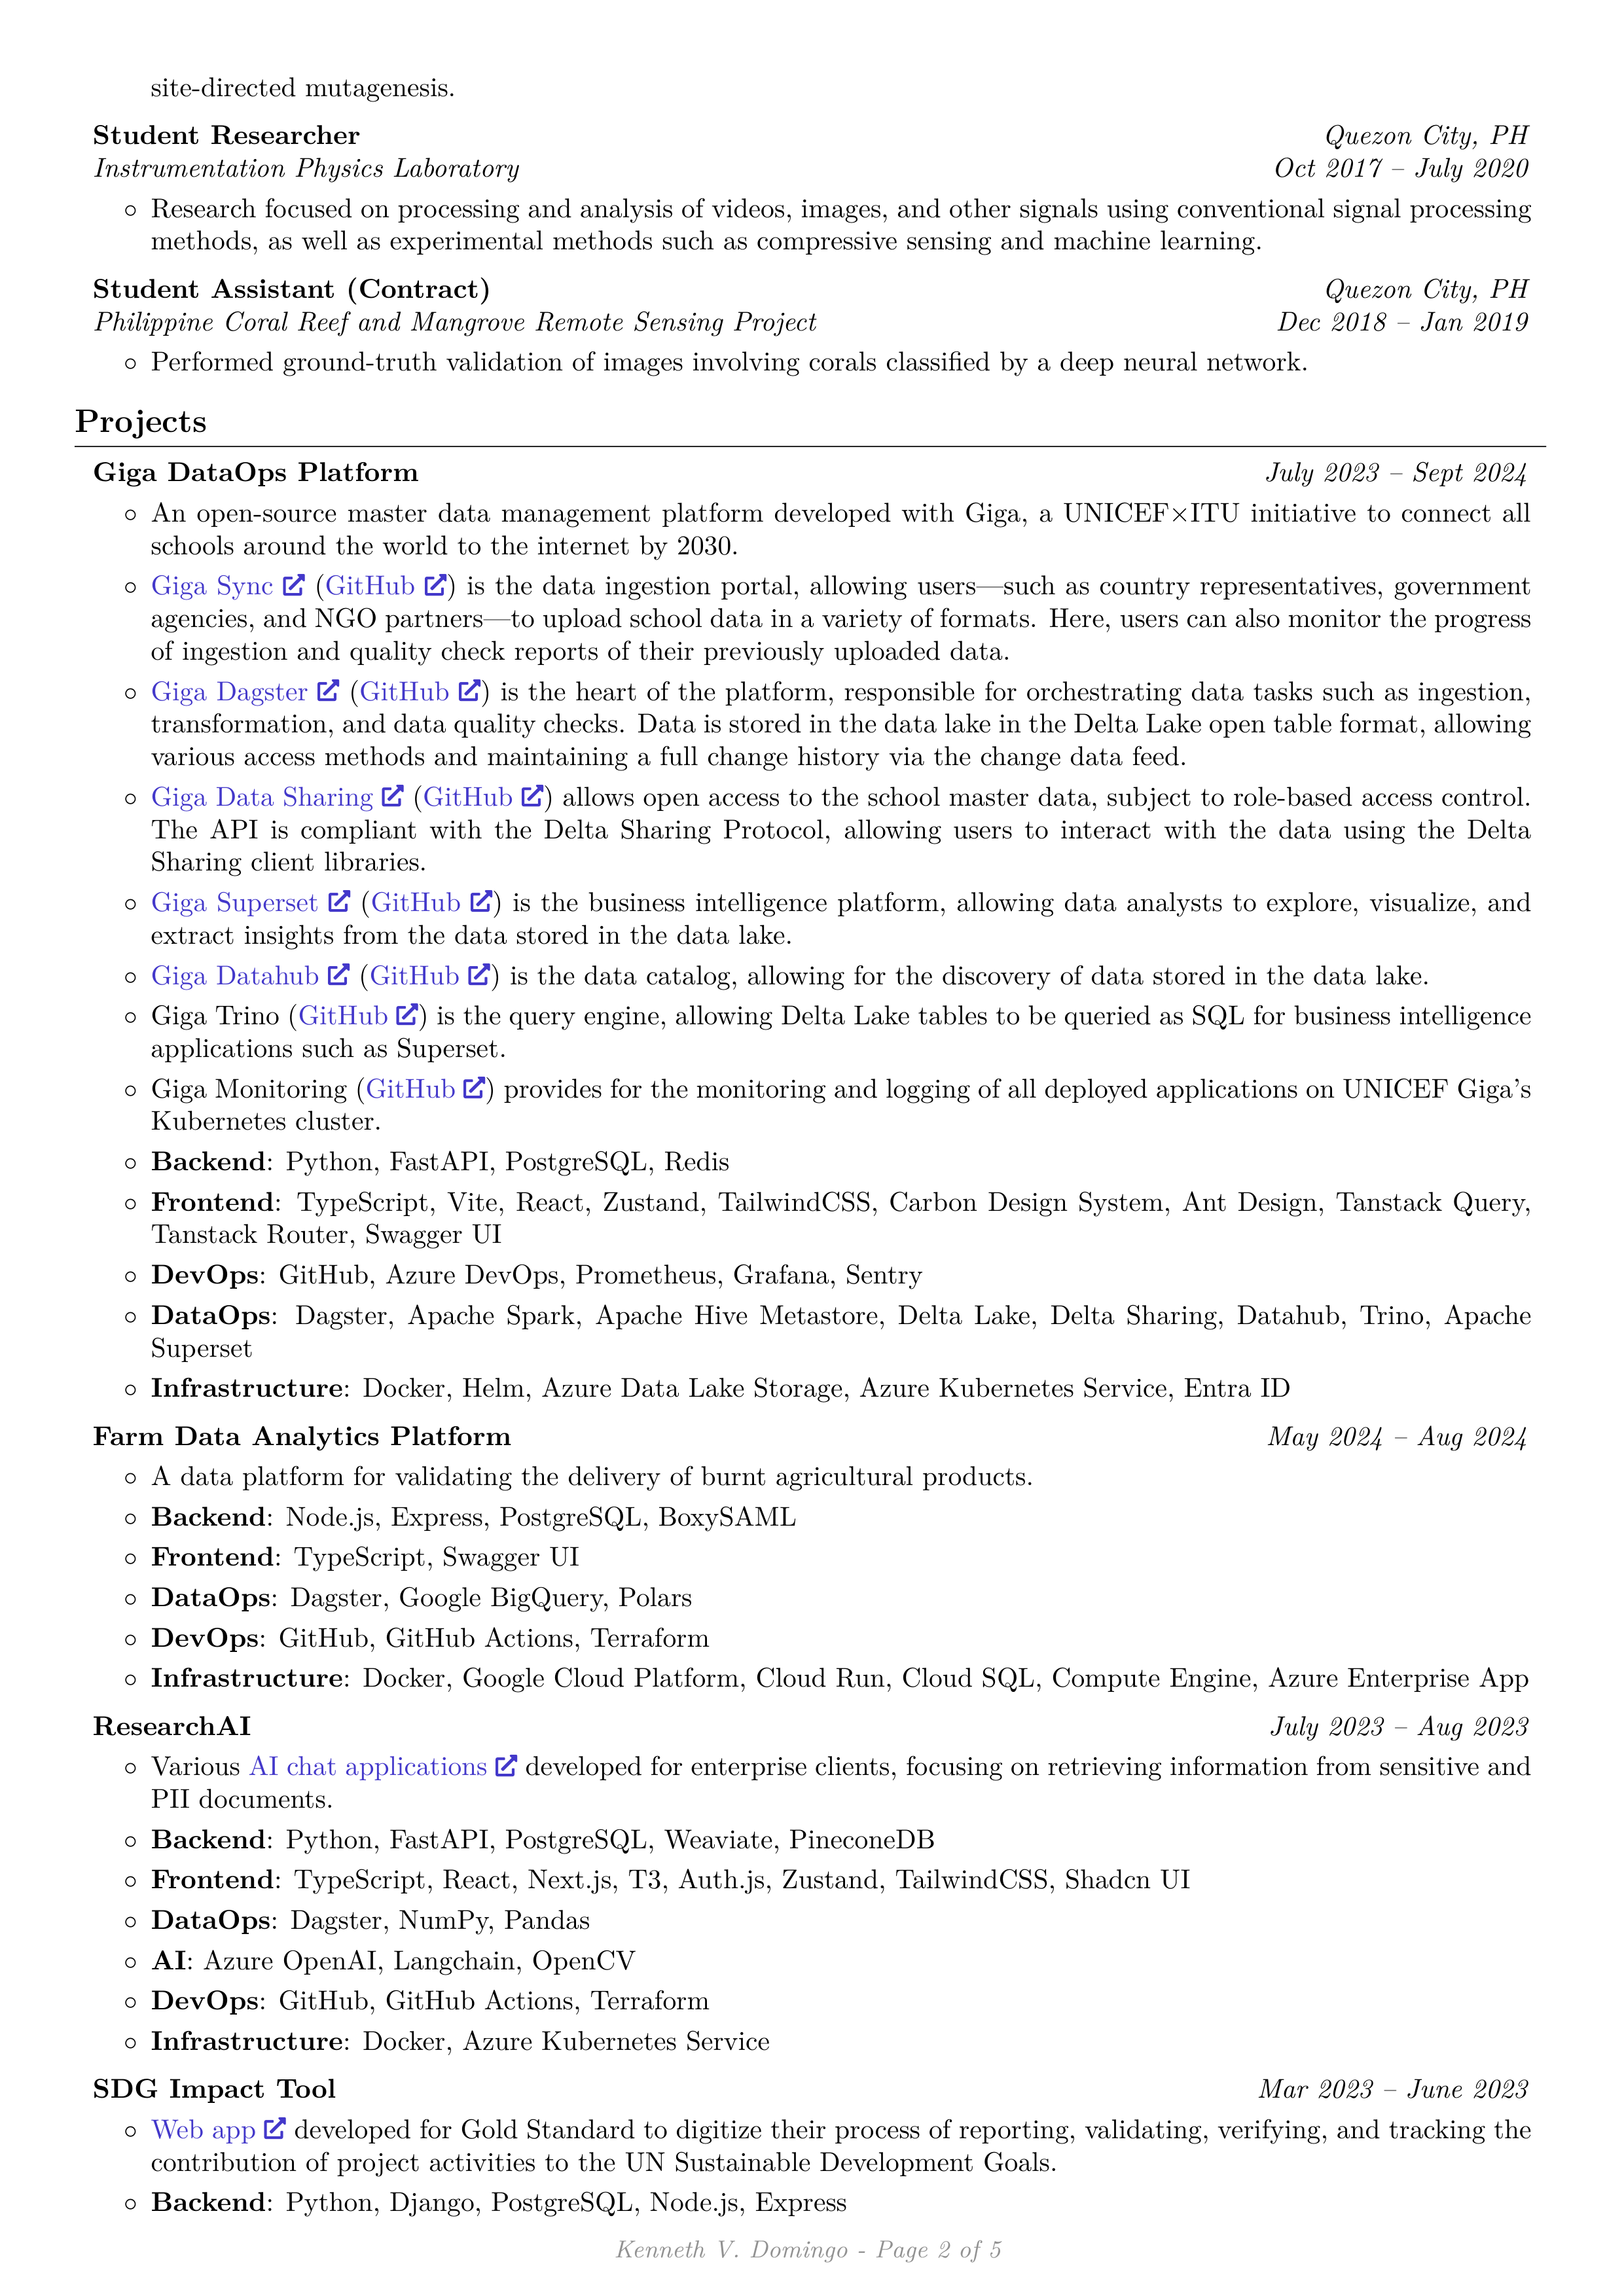 site-directed mutagenesis.
Student Researcher Quezon City, PH
Instrumentation Physics Laboratory Oct 2017 – July 2020
◦ Research focused on processing and analysis of videos, images, and other signals using conventional signal processing
methods, as well as experimental methods such as compressive sensing and machine learning.
Student Assistant (Contract) Quezon City, PH
Philippine Coral Reef and Mangrove Remote Sensing Project Dec 2018 – Jan 2019
◦ Performed ground-truth validation of images involving corals classified by a deep neural network.
Projects
Giga DataOps Platform July 2023 – Sept 2024
◦ An open-source master data management platform developed with Giga, a UNICEF×ITU initiative to connect all
schools around the world to the internet by 2030.
◦ Giga Sync (GitHub) is the data ingestion portal, allowing users—such as country representatives, government
agencies, and NGO partners—to upload school data in a variety of formats. Here, users can also monitor the progress
of ingestion and quality check reports of their previously uploaded data.
◦ Giga Dagster (GitHub) is the heart of the platform, responsible for orchestrating data tasks such as ingestion,
transformation, and data quality checks. Data is stored in the data lake in the Delta Lake open table format, allowing
various access methods and maintaining a full change history via the change data feed.
◦ Giga Data Sharing (GitHub) allows open access to the school master data, subject to role-based access control.
The API is compliant with the Delta Sharing Protocol, allowing users to interact with the data using the Delta
Sharing client libraries.
◦ Giga Superset (GitHub) is the business intelligence platform, allowing data analysts to explore, visualize, and
extract insights from the data stored in the data lake.
◦ Giga Datahub (GitHub) is the data catalog, allowing for the discovery of data stored in the data lake.
◦ Giga Trino (GitHub) is the query engine, allowing Delta Lake tables to be queried as SQL for business intelligence
applications such as Superset.
◦ Giga Monitoring (GitHub) provides for the monitoring and logging of all deployed applications on UNICEF Giga's
Kubernetes cluster.
◦ Backend: Python, FastAPI, PostgreSQL, Redis
◦ Frontend: TypeScript, Vite, React, Zustand, TailwindCSS, Carbon Design System, Ant Design, Tanstack Query,
Tanstack Router, Swagger UI
◦ DevOps: GitHub, Azure DevOps, Prometheus, Grafana, Sentry
◦ DataOps: Dagster, Apache Spark, Apache Hive Metastore, Delta Lake, Delta Sharing, Datahub, Trino, Apache
Superset
◦ Infrastructure: Docker, Helm, Azure Data Lake Storage, Azure Kubernetes Service, Entra ID
Farm Data Analytics Platform May 2024 – Aug 2024
◦ A data platform for validating the delivery of burnt agricultural products.
◦ Backend: Node.js, Express, PostgreSQL, BoxySAML
◦ Frontend: TypeScript, Swagger UI
◦ DataOps: Dagster, Google BigQuery, Polars
◦ DevOps: GitHub, GitHub Actions, Terraform
◦ Infrastructure: Docker, Google Cloud Platform, Cloud Run, Cloud SQL, Compute Engine, Azure Enterprise App
ResearchAI July 2023 – Aug 2023
◦ Various AI chat applications developed for enterprise clients, focusing on retrieving information from sensitive and
PII documents.
◦ Backend: Python, FastAPI, PostgreSQL, Weaviate, PineconeDB
◦ Frontend: TypeScript, React, Next.js, T3, Auth.js, Zustand, TailwindCSS, Shadcn UI
◦ DataOps: Dagster, NumPy, Pandas
◦ AI: Azure OpenAI, Langchain, OpenCV
◦ DevOps: GitHub, GitHub Actions, Terraform
◦ Infrastructure: Docker, Azure Kubernetes Service
SDG Impact Tool Mar 2023 – June 2023
◦ Web app developed for Gold Standard to digitize their process of reporting, validating, verifying, and tracking the
contribution of project activities to the UN Sustainable Development Goals.
◦ Backend: Python, Django, PostgreSQL, Node.js, Express
Kenneth V. Domingo - Page 2 of 5